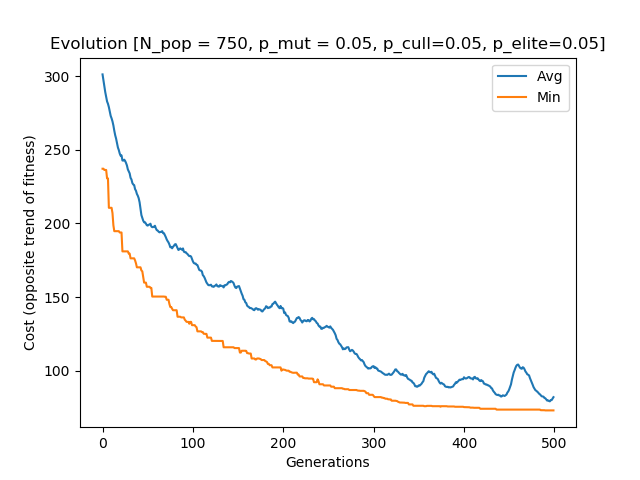 Evolution [N_pop = 750, p_mut = 0.05, p_cull=0.05, p_elite=0.05]
Avg
Min
Cost (opposite trend of fitness)
300
250
200
150
100
0
100
200
300
400
500
Generations